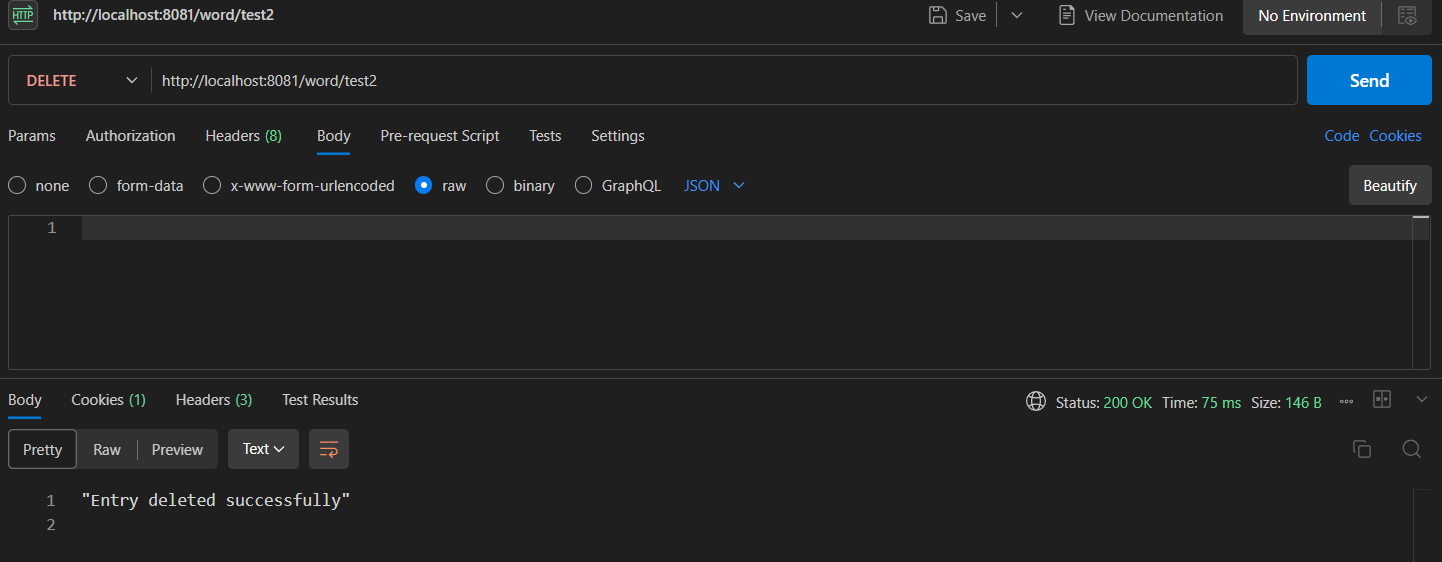 HTTP http://localhost:8081/word/test2 Save View Documentation No Environment
DELETE http://localhost:8081/word/test2 Send
Params Authorization Headers (8) Body Pre-request Script Tests Settings Code Cookies
none form-data x-www-form-urlencoded raw binary GraphQL JSON Beautify
1
Body Cookies (1) Headers (3) Test Results Status: 200 OK Time: 75 ms Size: 146 B
Pretty Raw Preview Text
1 "Entry deleted successfully"
2